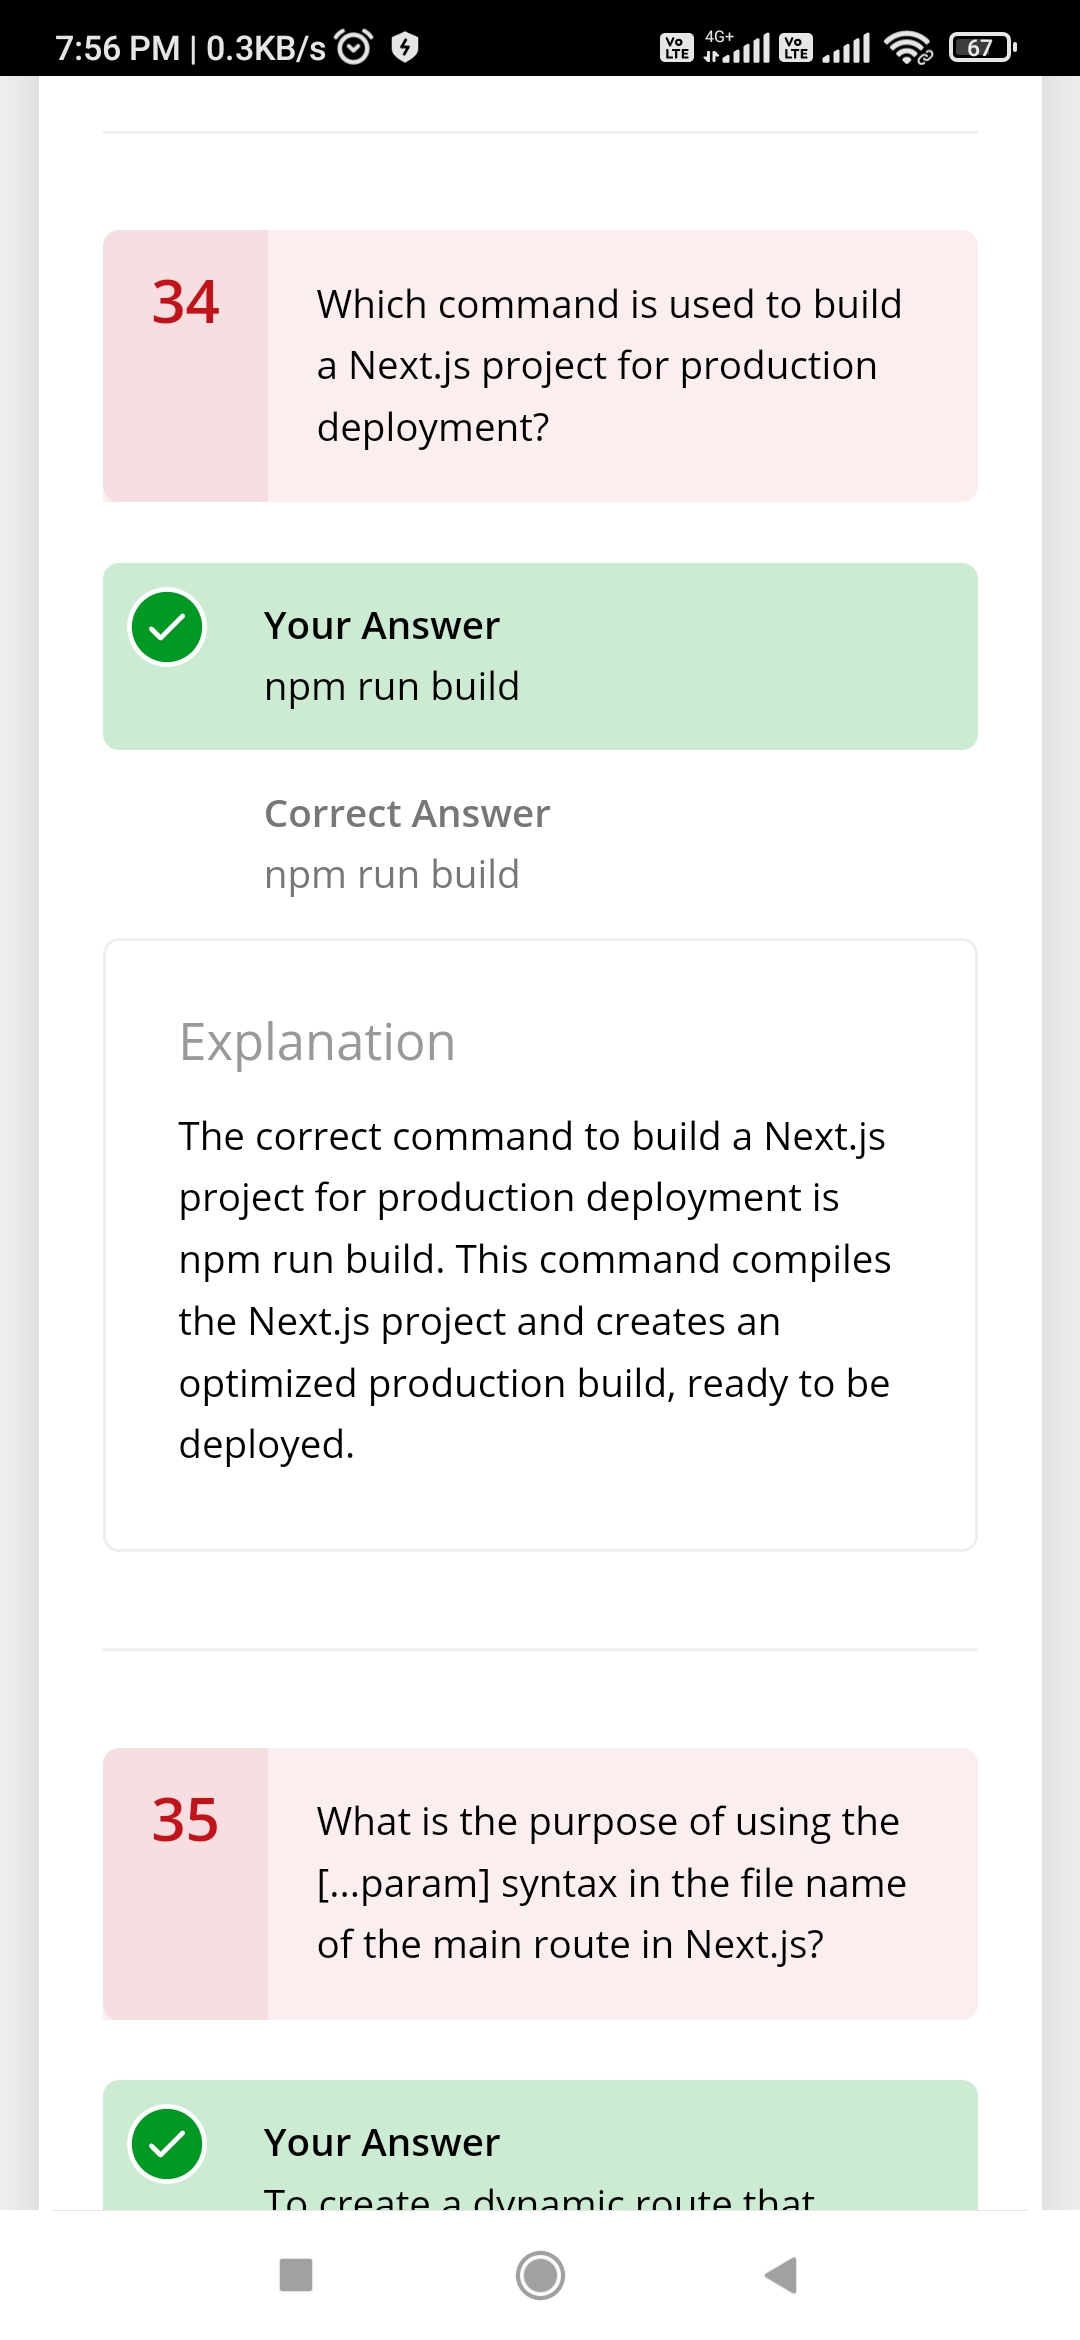 7:56 PM | 0.3KB/s
Vo LTE 4G+ Vo LTE 67
34
Which command is used to build
a Next.js project for production
deployment?
Your Answer
npm run build
Correct Answer
npm run build
Explanation
The correct command to build a Next.js
project for production deployment is
npm run build. This command compiles
the Next.js project and creates an
optimized production build, ready to be
deployed.
35
What is the purpose of using the
[...param] syntax in the file name
of the main route in Next.js?
Your Answer
To create a dynamic route that